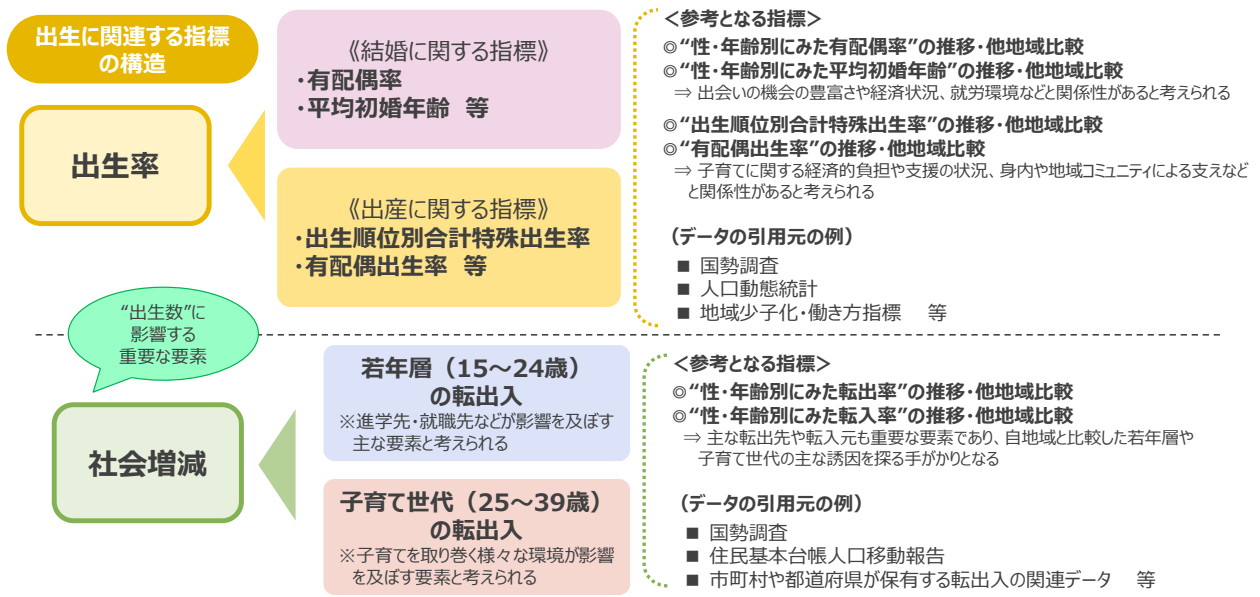 出生に関連する指標
の構造
出生率
《結婚に関する指標》
・有配偶率
・平均初婚年齢 等
《出産に関する指標》
・出生順位別合計特殊出生率
・有配偶出生率 等
＜参考となる指標＞
◎“性・年齢別にみた有配偶率”の推移・他地域比較
◎“性・年齢別にみた平均初婚年齢”の推移・他地域比較
⇒ 出会いの機会の豊富さや経済状況、就労環境などと関係性があると考えられる
◎“出生順位別合計特殊出生率”の推移・他地域比較
◎“有配偶出生率”の推移・他地域比較
⇒ 子育てに関する経済的負担や支援の状況、身内や地域コミュニティによる支えなど
と関係性があると考えられる
（データの引用元の例）
■ 国勢調査
■ 人口動態統計
■ 地域少子化・働き方指標 等
“出生数”に
影響する
重要な要素
社会増減
若年層（15～24歳）
の転出入
※進学先・就職先などが影響を及ぼす
主な要素と考えられる
子育て世代（25～39歳）
の転出入
※子育てを取り巻く様々な環境が影響
を及ぼす要素と考えられる
＜参考となる指標＞
◎“性・年齢別にみた転出率”の推移・他地域比較
◎“性・年齢別にみた転入率”の推移・他地域比較
⇒ 主な転出先や転入元も重要な要素であり、自地域と比較した若年層や
子育て世代の主な誘因を探る手がかりとなる
（データの引用元の例）
■ 国勢調査
■ 住民基本台帳人口移動報告
■ 市町村や都道府県が保有する転出入の関連データ 等